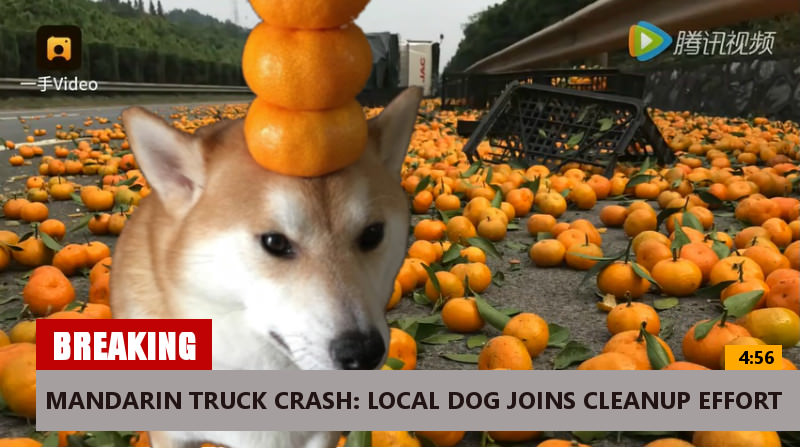 一手Video
腾讯视频
JAC
BREAKING
4:56
MANDARIN TRUCK CRASH: LOCAL DOG JOINS CLEANUP EFFORT